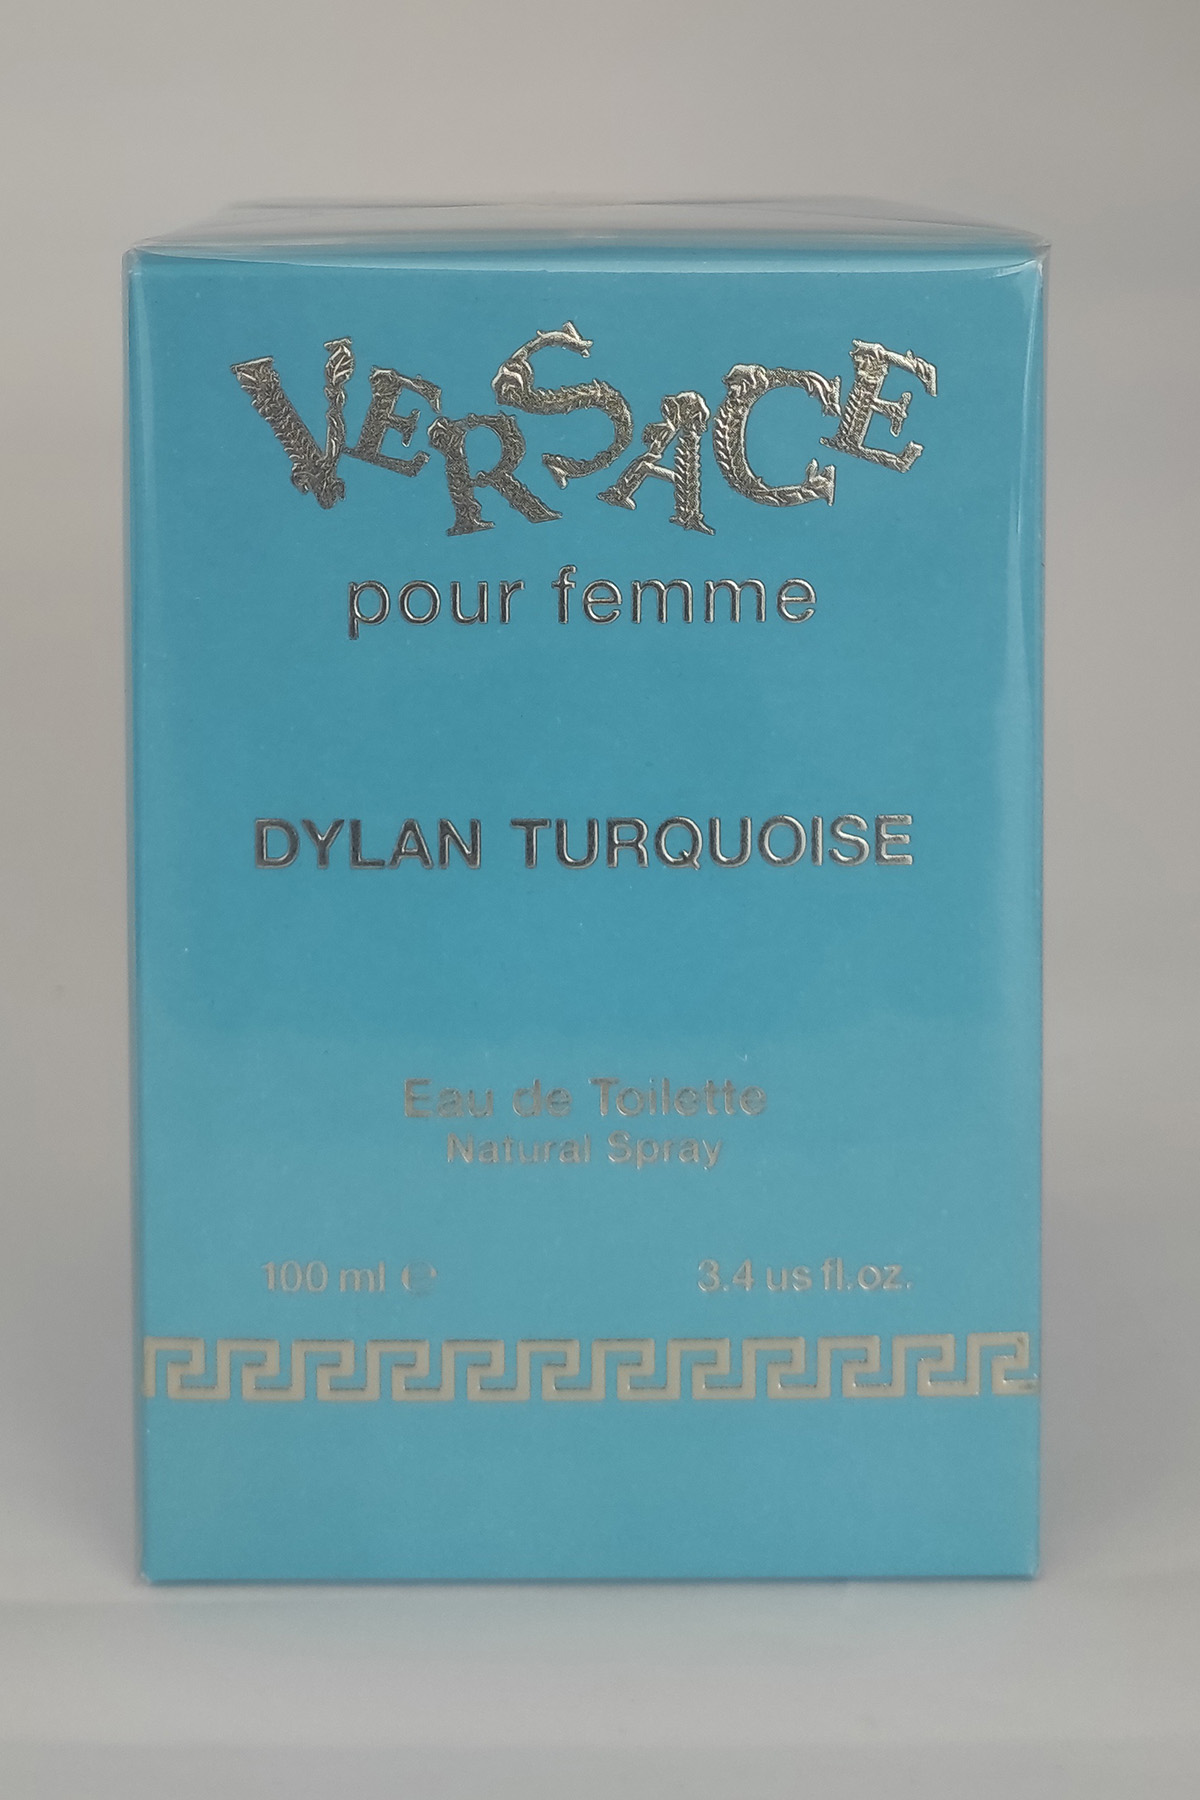 VERSACE
pour femme
DYLAN TURQUOISE
Eau de Toilette
Natural Spray
100 ml ℮ 3.4 us fl. oz.